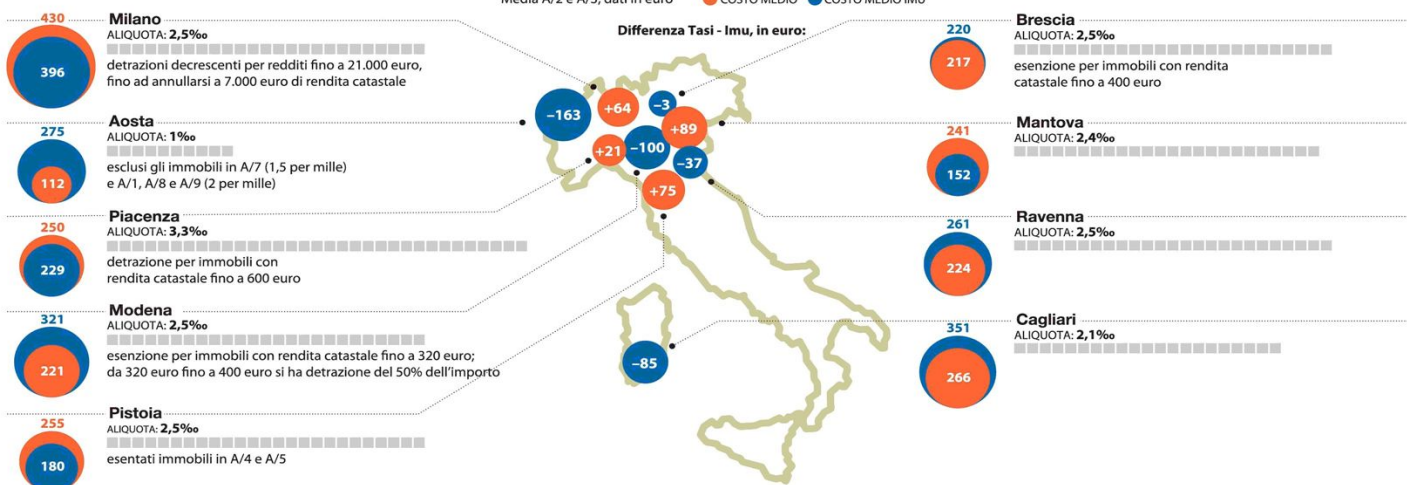 Media A/2 e A/3, dati in euro
COSTO MEDIO
COSTO MEDIO IMU
Differenza Tasi - Imu, in euro:
430
396
Milano
ALIQUOTA: 2,5‰
detrazioni decrescenti per redditi fino a 21.000 euro,
fino ad annullarsi a 7.000 euro di rendita catastale
275
112
Aosta
ALIQUOTA: 1‰
esclusi gli immobili in A/7 (1,5 per mille)
e A/1, A/8 e A/9 (2 per mille)
250
229
Piacenza
ALIQUOTA: 3,3‰
detrazione per immobili con
rendita catastale fino a 600 euro
321
221
Modena
ALIQUOTA: 2,5‰
esenzione per immobili con rendita catastale fino a 320 euro;
da 320 euro fino a 400 euro si ha detrazione del 50% dell'importo
255
180
Pistoia
ALIQUOTA: 2,5‰
esentati immobili in A/4 e A/5
−163
+64
−3
+89
+21
−100
−37
+75
−85
220
217
Brescia
ALIQUOTA: 2,5‰
esenzione per immobili con rendita
catastale fino a 400 euro
241
152
Mantova
ALIQUOTA: 2,4‰
261
224
Ravenna
ALIQUOTA: 2,5‰
351
266
Cagliari
ALIQUOTA: 2,1‰